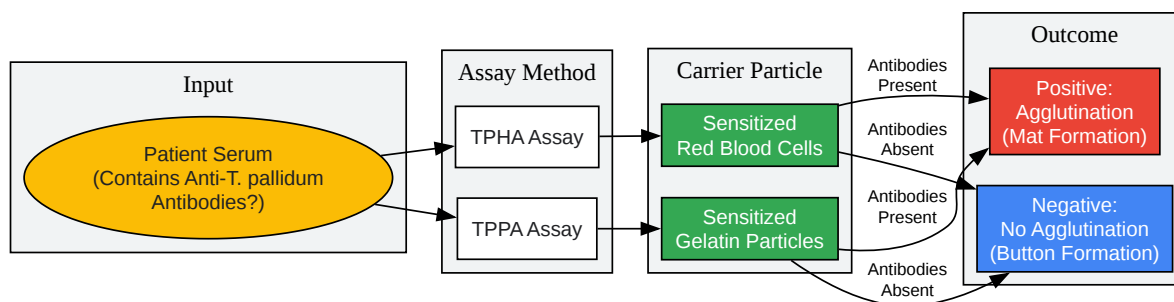 Input
Patient Serum
(Contains Anti-T. pallidum
Antibodies?)
Assay Method
TPHA Assay
TPPA Assay
Carrier Particle
Sensitized
Red Blood Cells
Sensitized
Gelatin Particles
Antibodies
Present
Antibodies
Absent
Antibodies
Present
Antibodies
Absent
Outcome
Positive:
Agglutination
(Mat Formation)
Negative:
No Agglutination
(Button Formation)